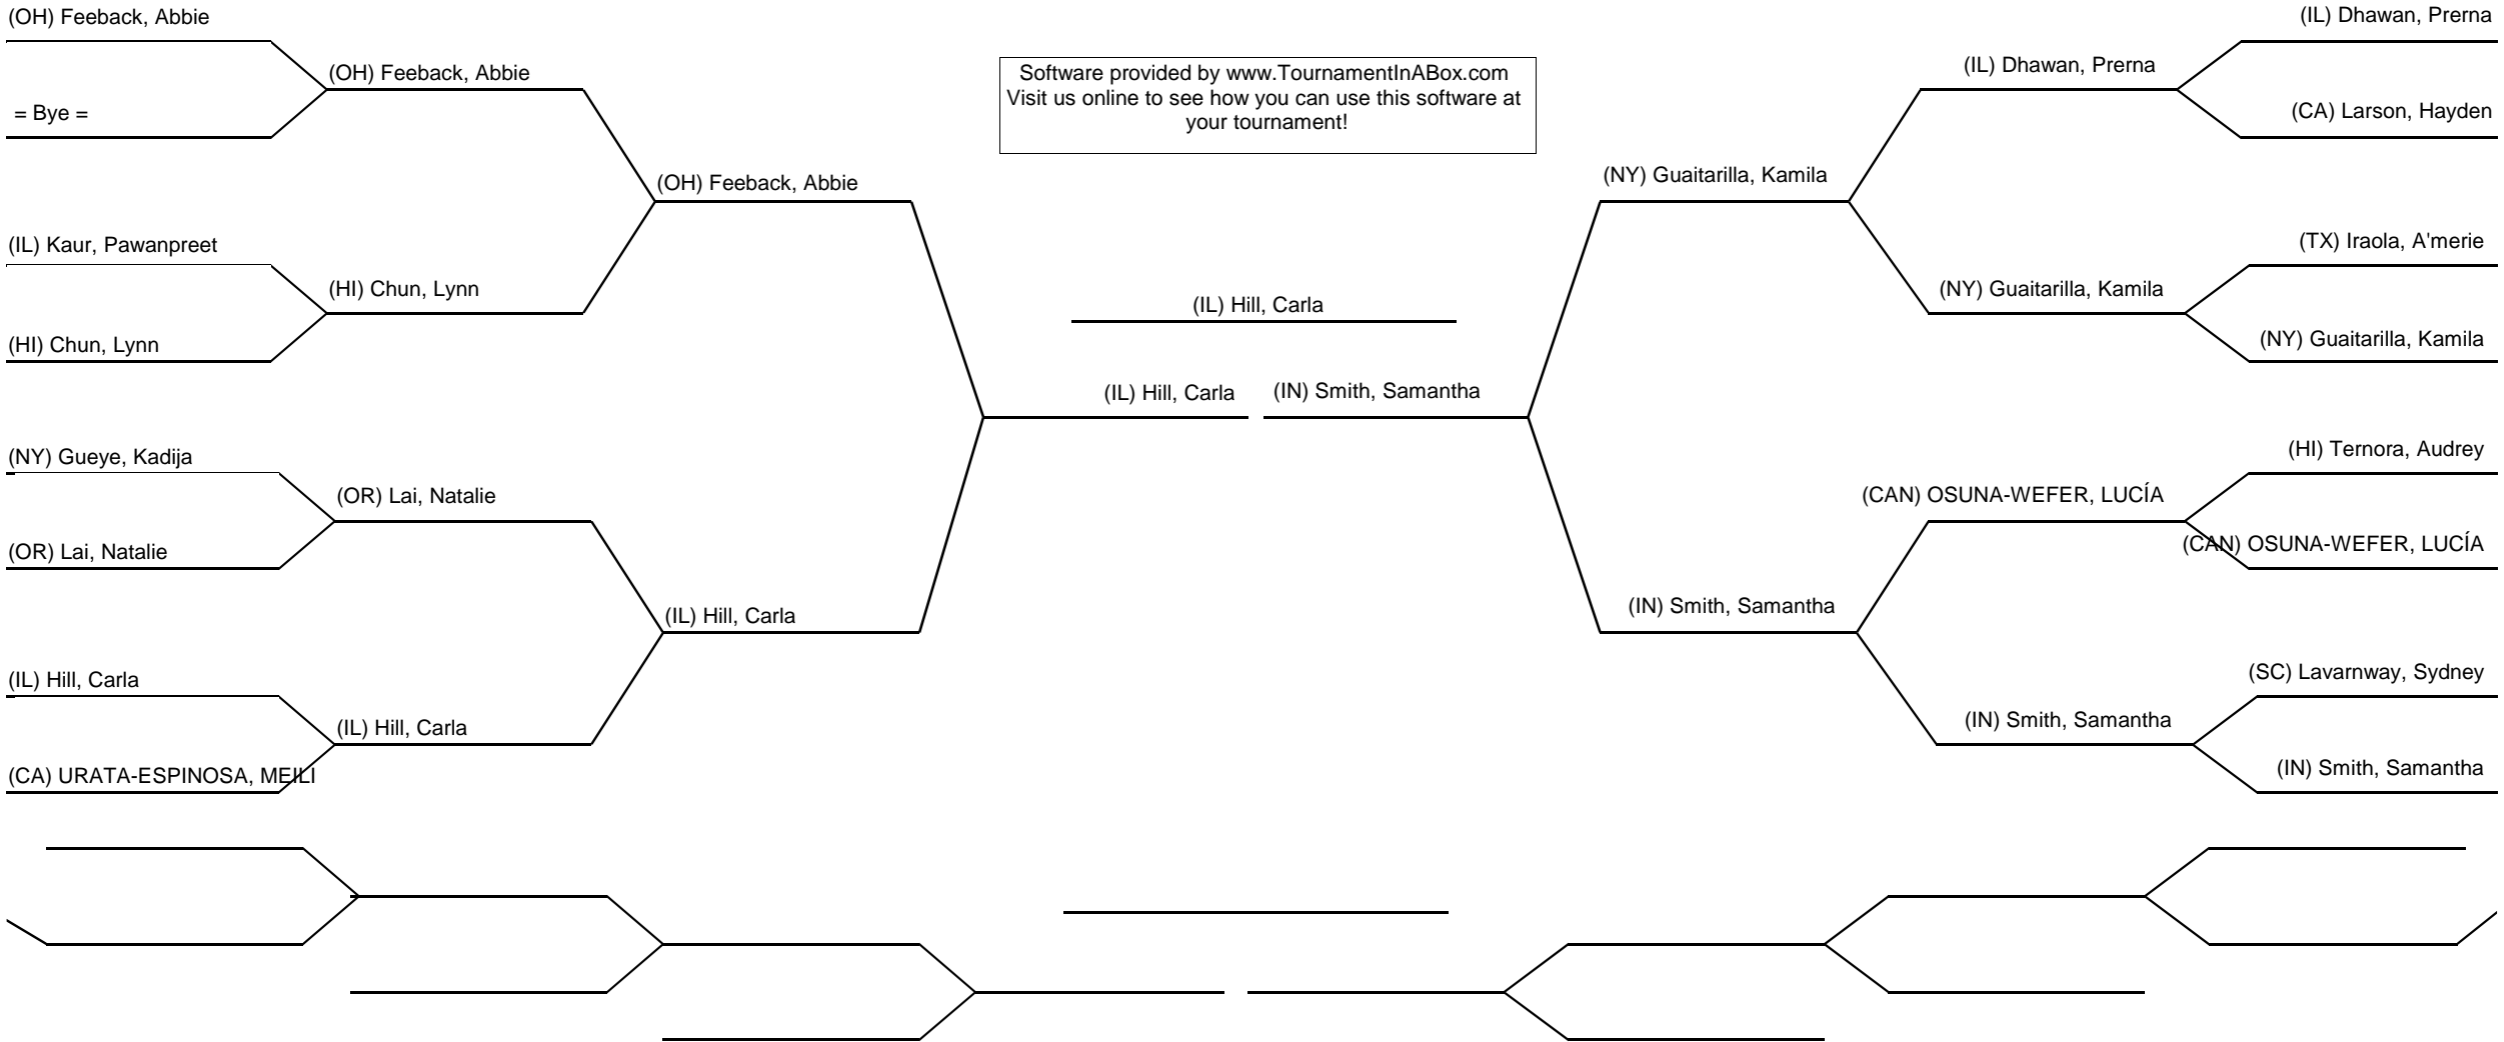 (OH) Feeback, Abbie
= Bye =
(IL) Kaur, Pawanpreet
(HI) Chun, Lynn
(NY) Gueye, Kadija
(OR) Lai, Natalie
(IL) Hill, Carla
(CA) URATA-ESPINOSA, MEILI
(OH) Feeback, Abbie
(HI) Chun, Lynn
(OR) Lai, Natalie
(IL) Hill, Carla
(OH) Feeback, Abbie
(IL) Hill, Carla
Software provided by www.TournamentInABox.com
Visit us online to see how you can use this software at
your tournament!
(IL) Hill, Carla
(IL) Hill, Carla
(IN) Smith, Samantha
(NY) Guaitarilla, Kamila
(IN) Smith, Samantha
(IL) Dhawan, Prerna
(NY) Guaitarilla, Kamila
(CAN) OSUNA-WEFER, LUCÍA
(IN) Smith, Samantha
(IL) Dhawan, Prerna
(CA) Larson, Hayden
(TX) Iraola, A'merie
(NY) Guaitarilla, Kamila
(HI) Ternora, Audrey
(CAN) OSUNA-WEFER, LUCÍA
(SC) Lavarnway, Sydney
(IN) Smith, Samantha